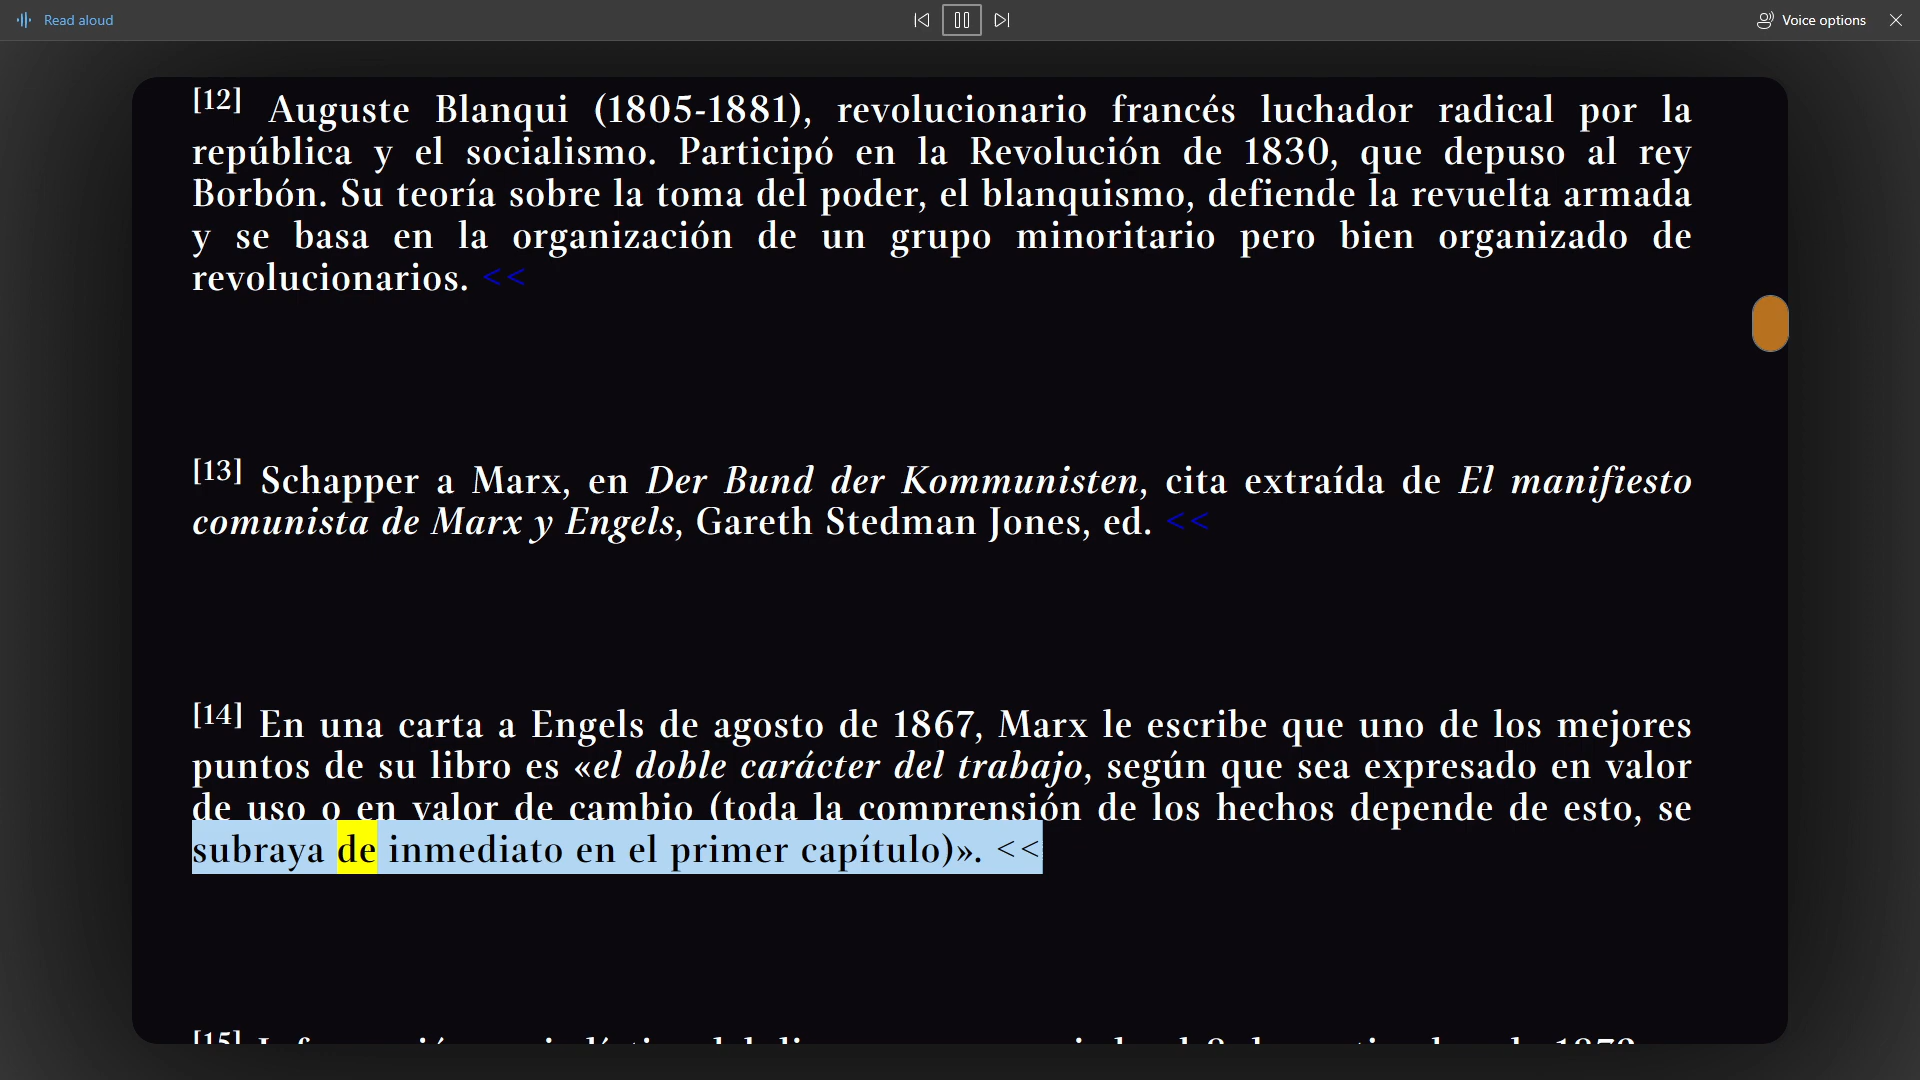 Read aloud
Voice options
[12] Auguste Blanqui (1805-1881), revolucionario francés luchador radical por la
república y el socialismo. Participó en la Revolución de 1830, que depuso al rey
Borbón. Su teoría sobre la toma del poder, el blanquismo, defiende la revuelta armada
y se basa en la organización de un grupo minoritario pero bien organizado de
revolucionarios. <<
[13] Schapper a Marx, en Der Bund der Kommunisten, cita extraída de El manifiesto
comunista de Marx y Engels, Gareth Stedman Jones, ed. <<
[14] En una carta a Engels de agosto de 1867, Marx le escribe que uno de los mejores
puntos de su libro es «el doble carácter del trabajo, según que sea expresado en valor
de uso o en valor de cambio (toda la comprensión de los hechos depende de esto, se
subraya de inmediato en el primer capítulo)». <<
[15]